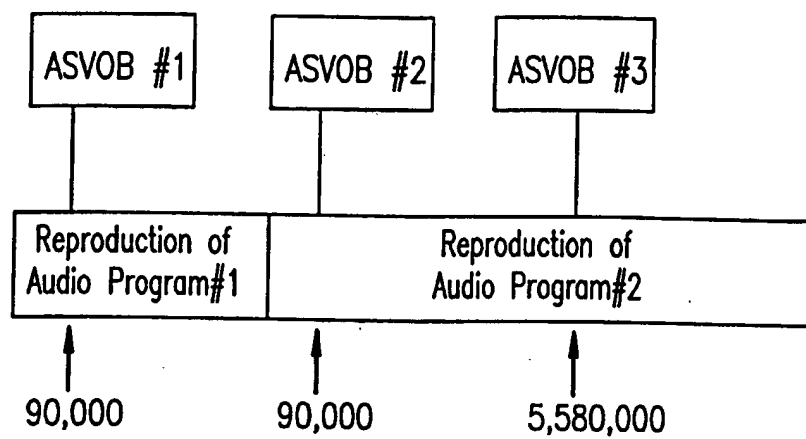 ASVOB #1
ASVOB #2
ASVOB #3
Reproduction of
Audio Program#1
Reproduction of
Audio Program#2
90,000
90,000
5,580,000